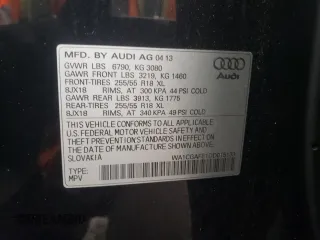 MFD. BY AUDI AG 04 13
GVWR LBS 6790, KG 3080
GAWR FRONT LBS 3219, KG 1460
FRONT-TIRES 255/55 R18 XL
8JX18 RIMS, AT 300 KPA 44 PSI COLD
GAWR REAR LBS 3913, KG 1775
REAR-TIRES 255/55 R18 XL
8JX18 RIMS, AT 340 KPA 49 PSI COLD
Audi
THIS VEHICLE CONFORMS TO ALL APPLICABLE
U.S. FEDERAL MOTOR VEHICLE SAFETY, BUMPER AND
THEFT PREVENTION STANDARDS IN EFFECT ON THE
DATE OF MANUFACTURE SHOWN ABOVE
SLOVAKIA
TYPE:
MPV